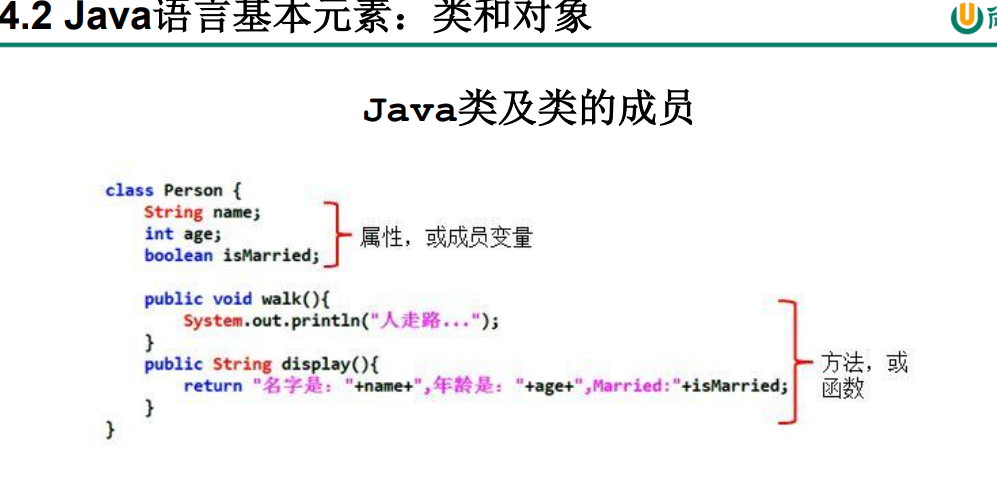 4.2 Java语言基本元素：类和对象
Java类及类的成员
class Person {
String name;
int age;
boolean isMarried;
属性，或成员变量
public void walk(){
System.out.println("人走路...");
}
public String display(){
return "名字是："+name+",年龄是："+age+",Married:"+isMarried;
}
}
方法，或
函数